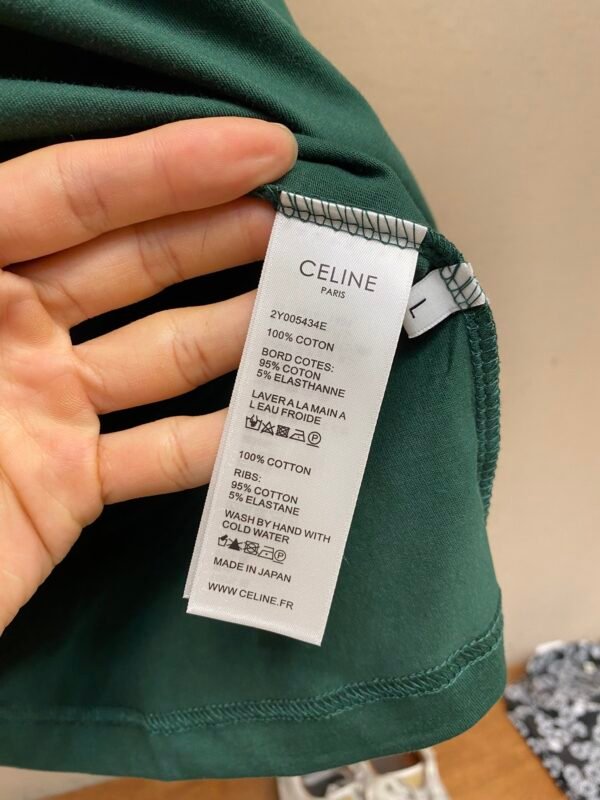 CELINE
PARIS
2Y005434E
100% COTON
BORD COTES:
95% COTON
5% ELASTHANNE
LAVER A LA MAIN A
L EAU FROIDE
100% COTTON
RIBS:
95% COTTON
5% ELASTANE
WASH BY HAND WITH
COLD WATER
MADE IN JAPAN
WWW.CELINE.FR
L